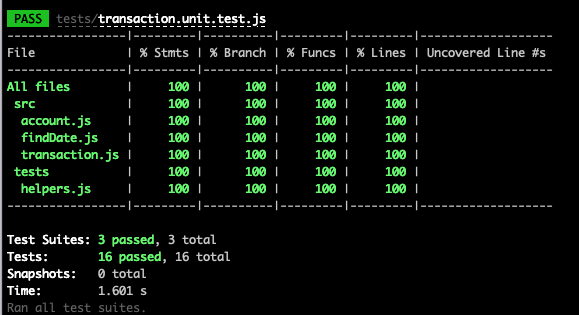 PASS tests/transaction.unit.test.js
---------------|---------|----------|---------|---------|-------------------
File           | % Stmts | % Branch | % Funcs | % Lines | Uncovered Line #s
---------------|---------|----------|---------|---------|-------------------
All files      |     100 |      100 |     100 |     100 |
 src           |     100 |      100 |     100 |     100 |
  account.js   |     100 |      100 |     100 |     100 |
  findDate.js  |     100 |      100 |     100 |     100 |
  transaction.js |     100 |      100 |     100 |     100 |
 tests         |     100 |      100 |     100 |     100 |
  helpers.js   |     100 |      100 |     100 |     100 |
---------------|---------|----------|---------|---------|-------------------
Test Suites: 3 passed, 3 total
Tests:       16 passed, 16 total
Snapshots:   0 total
Time:        1.601 s
Ran all test suites.